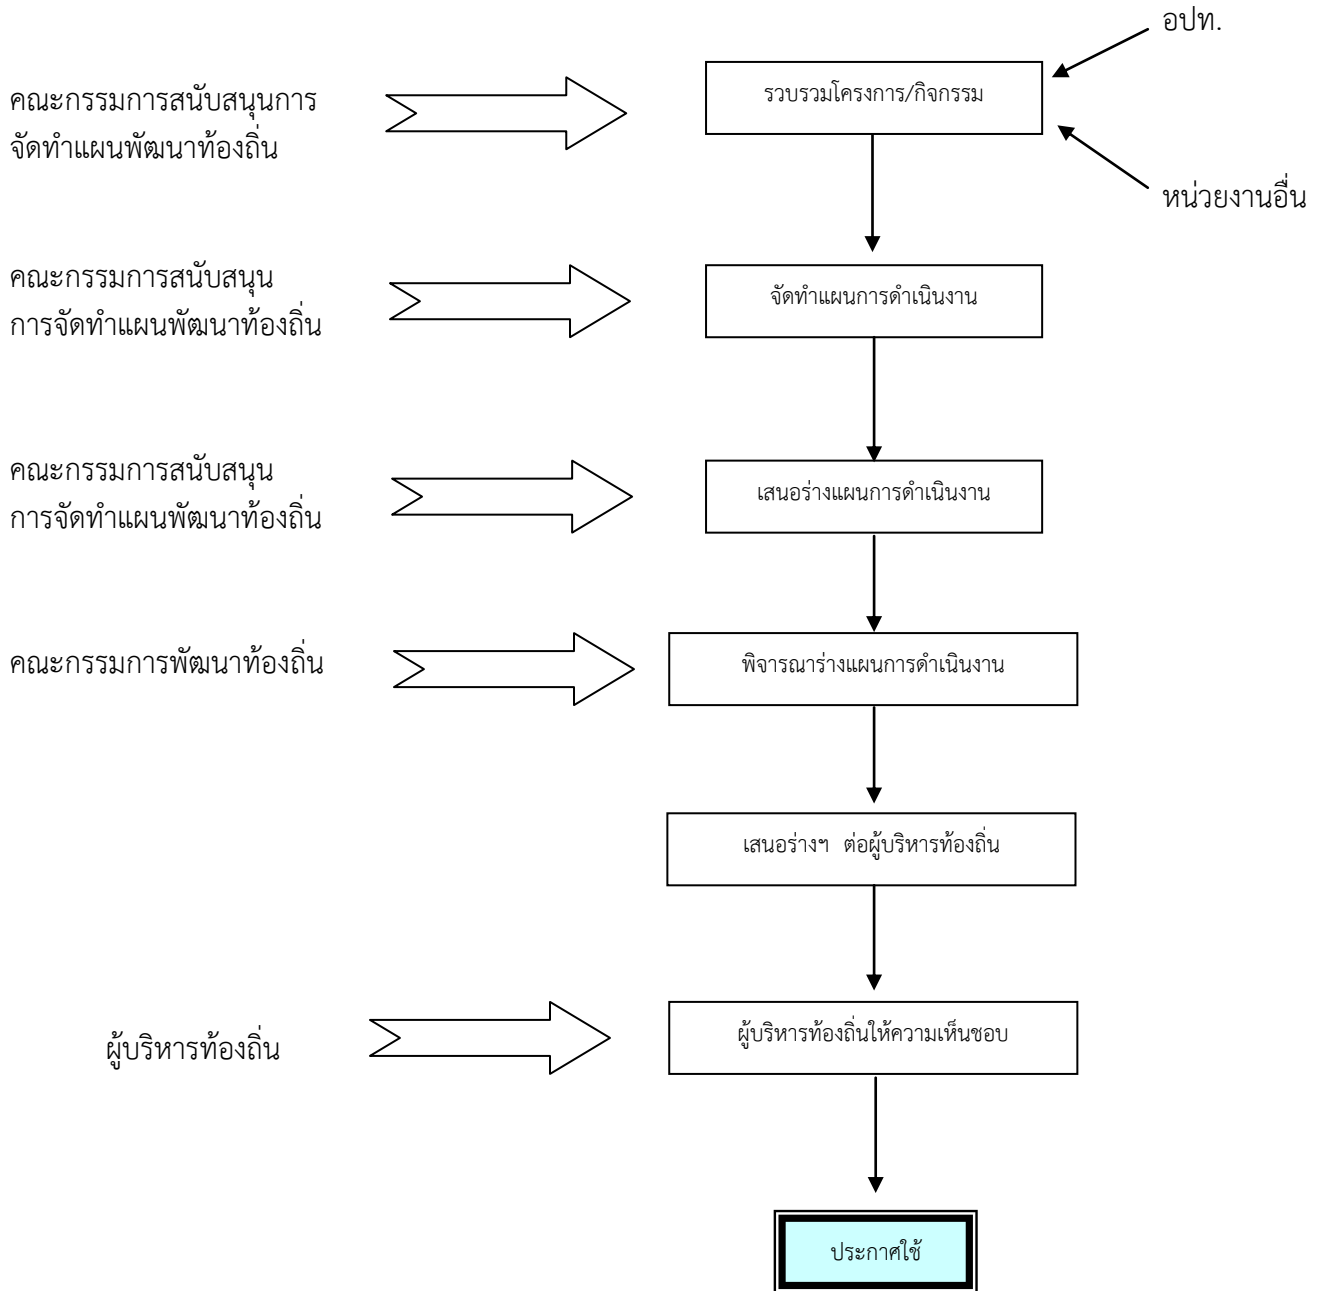 อปท.
คณะกรรมการสนับสนุนการ
จัดทำแผนพัฒนาท้องถิ่น
รวบรวมโครงการ/กิจกรรม
หน่วยงานอื่น
คณะกรรมการสนับสนุน
การจัดทำแผนพัฒนาท้องถิ่น
จัดทำแผนการดำเนินงาน
คณะกรรมการสนับสนุน
การจัดทำแผนพัฒนาท้องถิ่น
เสนอร่างแผนการดำเนินงาน
คณะกรรมการพัฒนาท้องถิ่น
พิจารณาร่างแผนการดำเนินงาน
เสนอร่างฯ ต่อผู้บริหารท้องถิ่น
ผู้บริหารท้องถิ่น
ผู้บริหารท้องถิ่นให้ความเห็นชอบ
ประกาศใช้